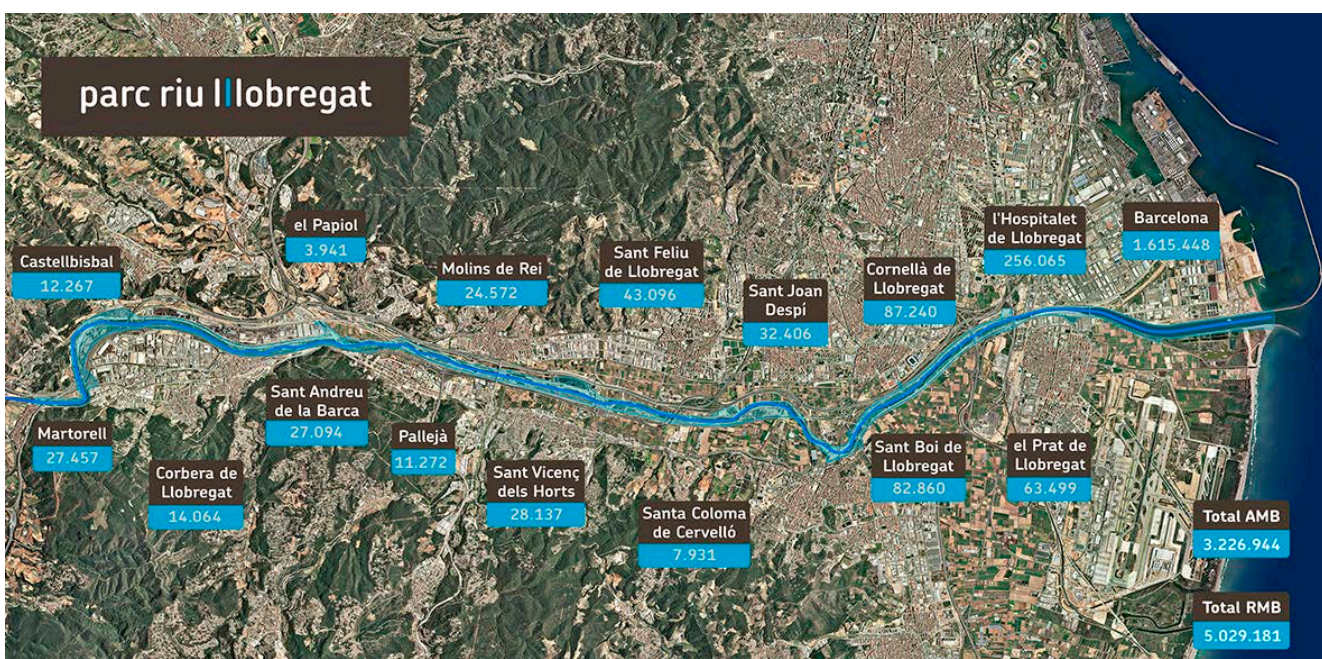 parc riu lllobregat
el Papiol
3.941
Castellbisbal
12.267
Molins de Rei
24.572
Sant Feliu
de Llobregat
43.096
Sant Joan
Despí
32.406
Cornellà de
Llobregat
87.240
l'Hospitalet
de Llobregat
256.065
Barcelona
1.615.448
Martorell
27.457
Corbera de
Llobregat
14.064
Sant Andreu
de la Barca
27.094
Pallejà
11.272
Sant Vicenç
dels Horts
28.137
Santa Coloma
de Cervelló
7.931
Sant Boi de
Llobregat
82.860
el Prat de
Llobregat
63.499
Total AMB
3.226.944
Total RMB
5.029.181